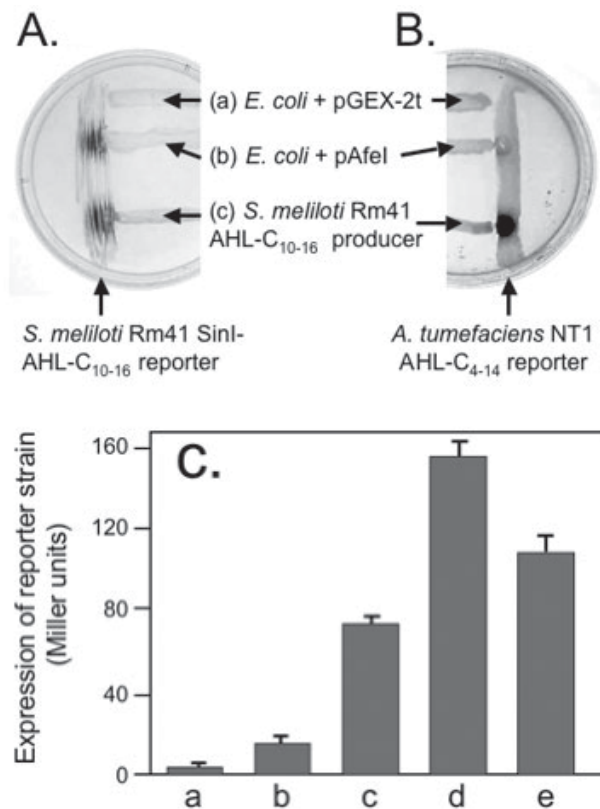 A.
B.
(a) E. coli + pGEX-2t
(b) E. coli + pAfeI
(c) S. meliloti Rm41
AHL-C10-16 producer
S. meliloti Rm41 SinI-
AHL-C10-16 reporter
A. tumefaciens NT1
AHL-C4-14 reporter
C.
Expression of reporter strain
(Miller units)
160
120
80
40
0
a b c d e